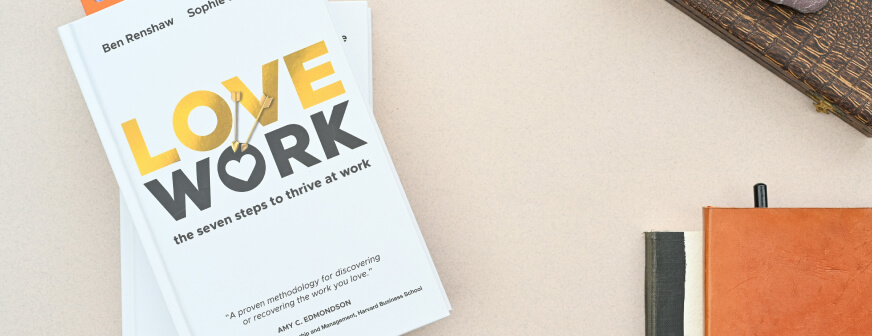 Ben Renshaw Sophie
LOVE
WORK
the seven steps to thrive at work
“A proven methodology for discovering
or recovering the work you love.”
AMY C. EDMONDSON
and Management, Harvard Business School